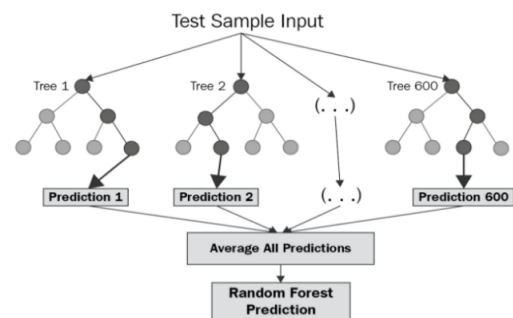 Test Sample Input
Tree 1
Tree 2
(. . .)
Tree 600
Prediction 1
Prediction 2
(. . .)
Prediction 600
Average All Predictions
Random Forest
Prediction